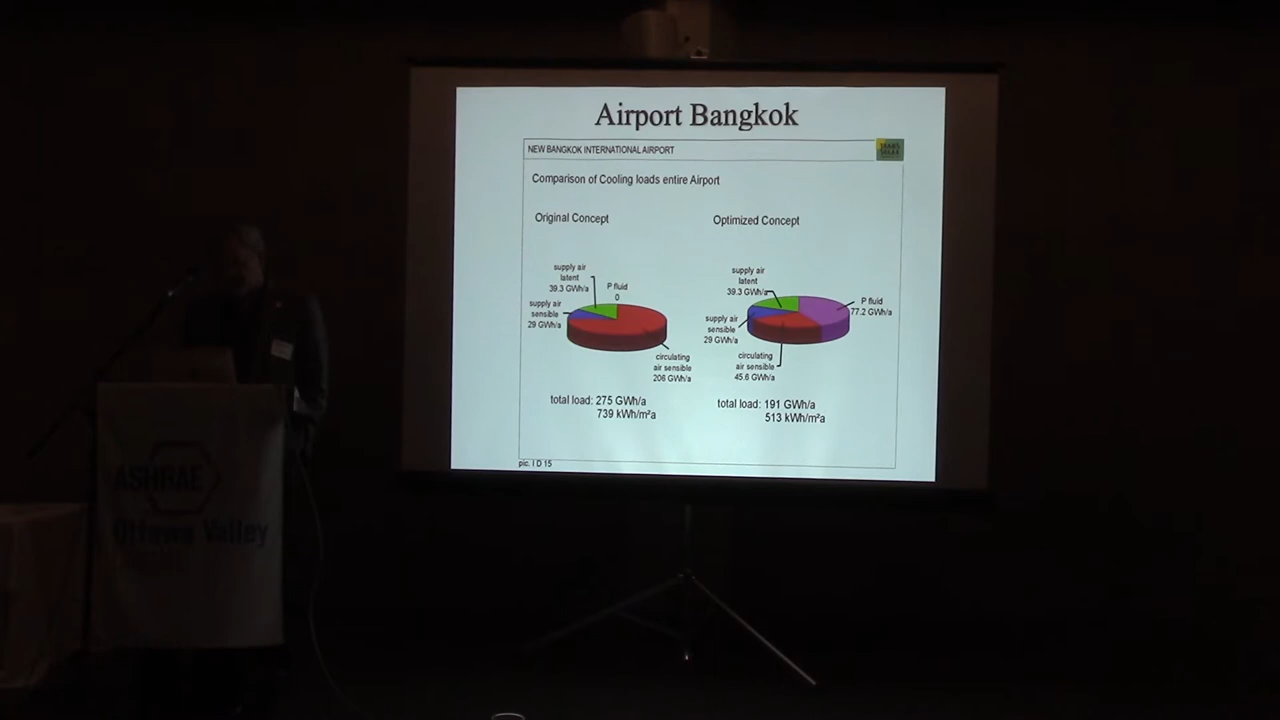 Airport Bangkok
NEW BANGKOK INTERNATIONAL AIRPORT
TRANS
SOLAR
Comparison of Cooling loads entire Airport
Original Concept
Optimized Concept
supply air
latent
39.3 GWh/a
P fluid
0
supply air
sensible
29 GWh/a
circulating
air sensible
206 GWh/a
total load: 275 GWh/a
739 kWh/m²a
supply air
latent
39.3 GWh/a
P fluid
77.2 GWh/a
supply air
sensible
29 GWh/a
circulating
air sensible
45.6 GWh/a
total load: 191 GWh/a
513 kWh/m²a
pic. I D 15
ASHRAE
Ottawa Valley